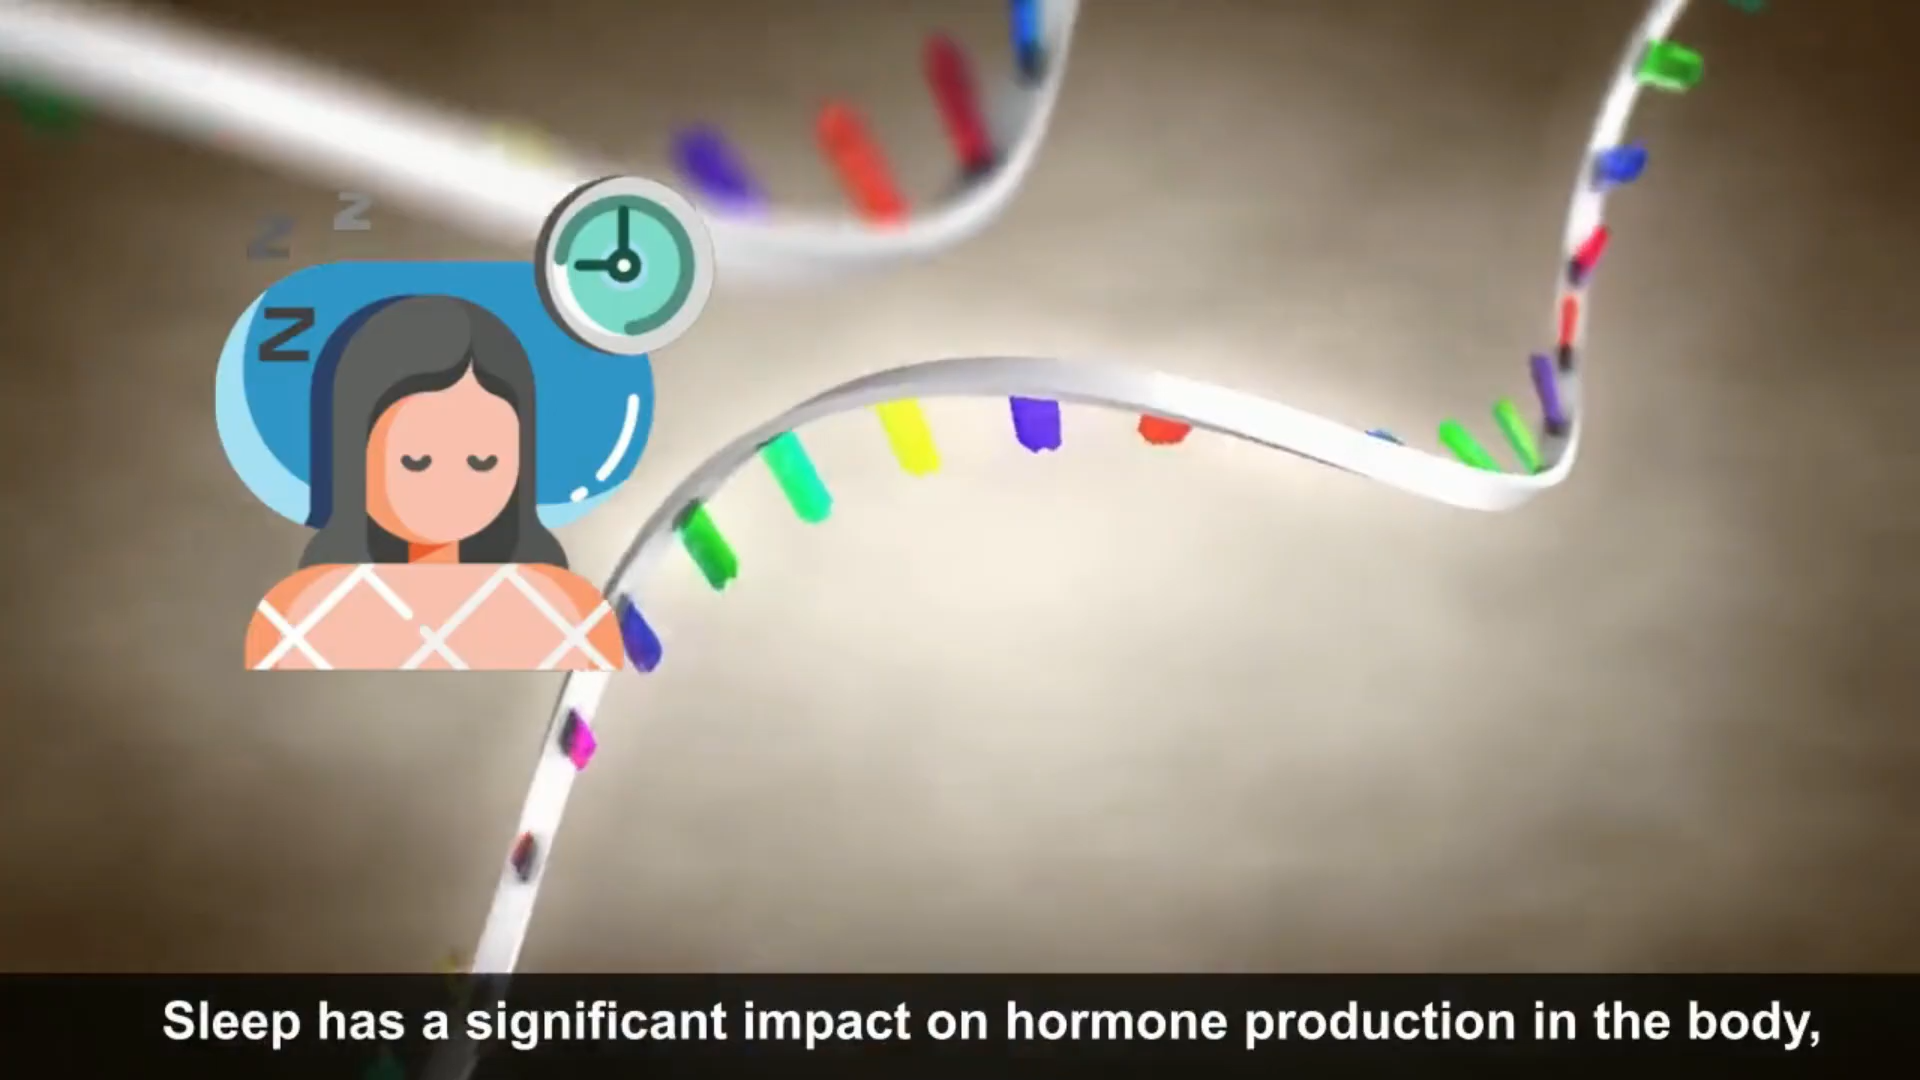 Z
Z
Z
Sleep has a significant impact on hormone production in the body,